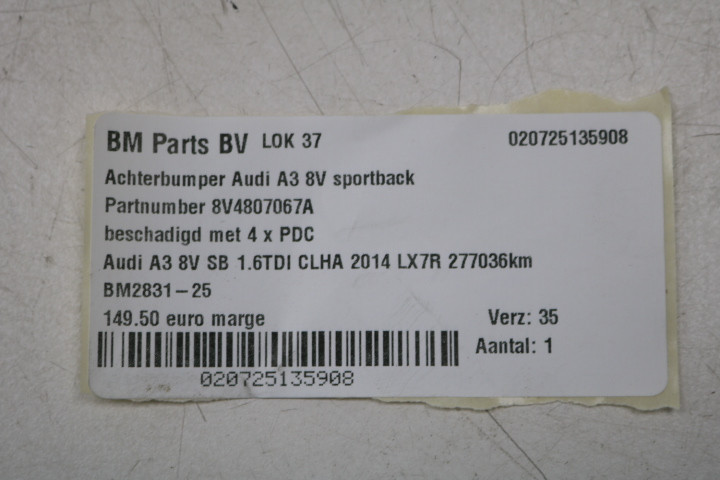 BM Parts BV LOK 37 020725135908
Achterbumper Audi A3 8V sportback
Partnumber 8V4807067A
beschadigd met 4 x PDC
Audi A3 8V SB 1.6TDI CLHA 2014 LX7R 277036km
BM2831-25
149.50 euro marge Verz: 35
Aantal: 1
020725135908